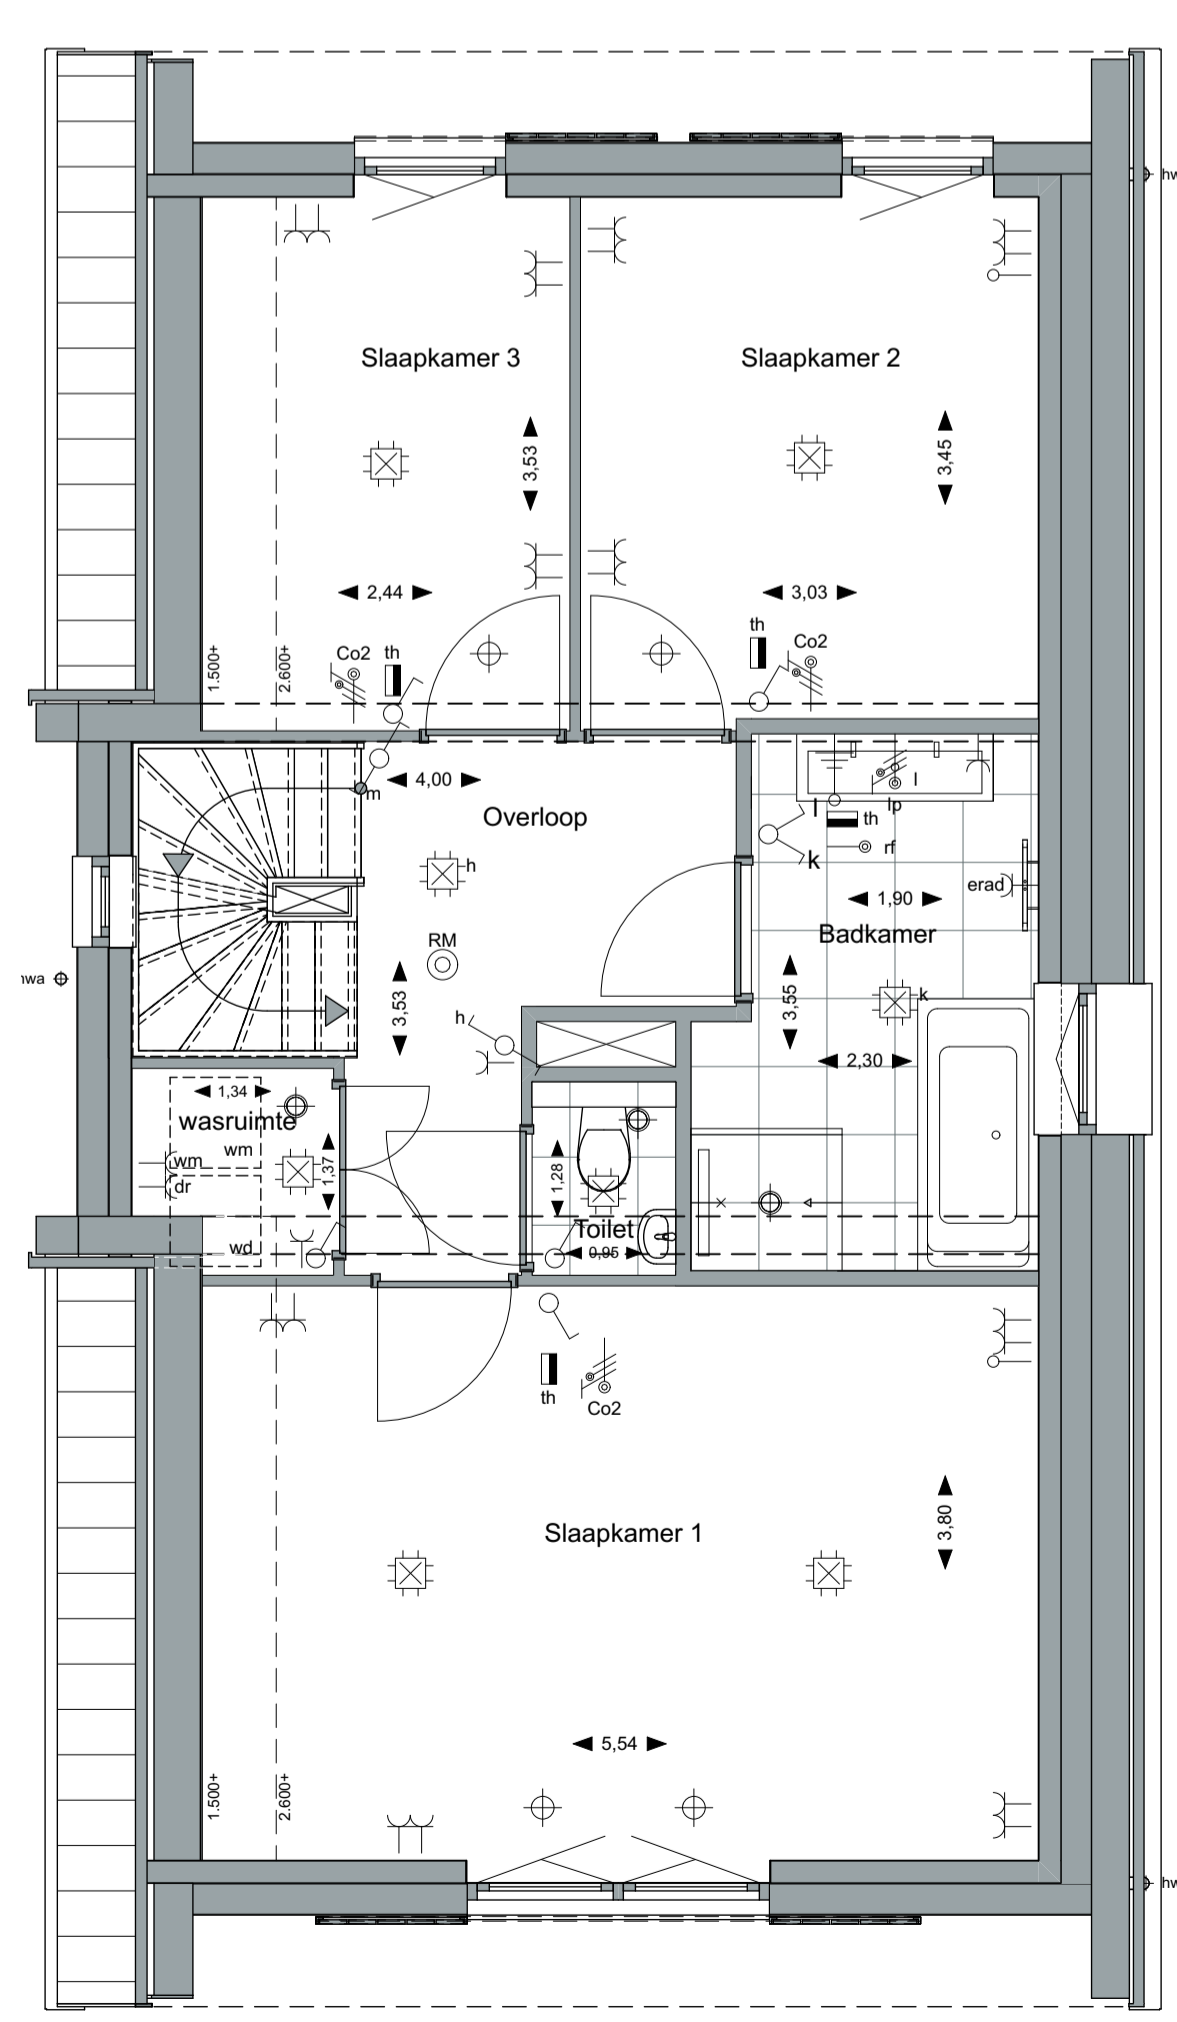 hw
Slaapkamer 3
Slaapkamer 2
3,53
3,45
2,44
3,03
1.500+
2.600+
Co2
th
th
Co2
4,00
m
Overloop
l
lp
l
th
k
rf
h
erad
1,90
Badkamer
RM
hwa
3,53
3,55
k
h
2,30
1,34
wasruimte
wm
wm
dr
1,37
1,28
wd
Toilet
0,95
th
Co2
Slaapkamer 1
3,80
5,54
1.500+
2.600+
hw